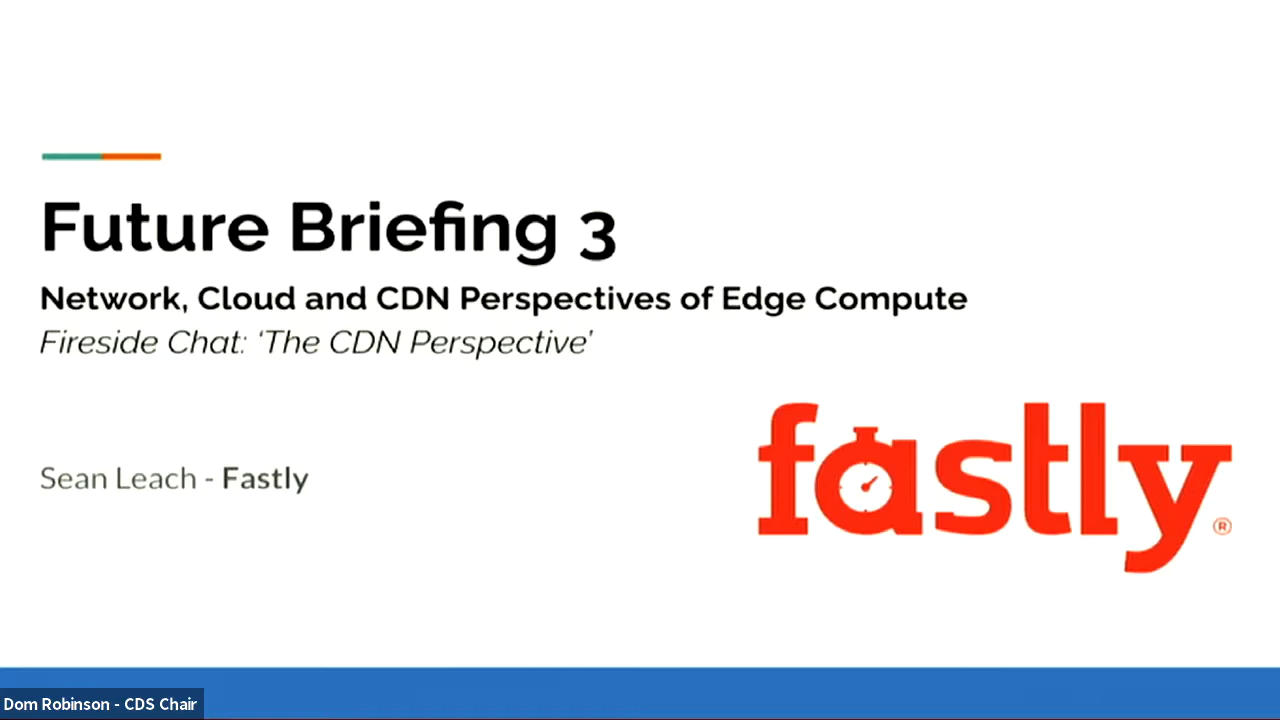 Future Briefing 3
Network, Cloud and CDN Perspectives of Edge Compute
Fireside Chat: ‘The CDN Perspective’
Sean Leach - Fastly
fastly®
Dom Robinson - CDS Chair